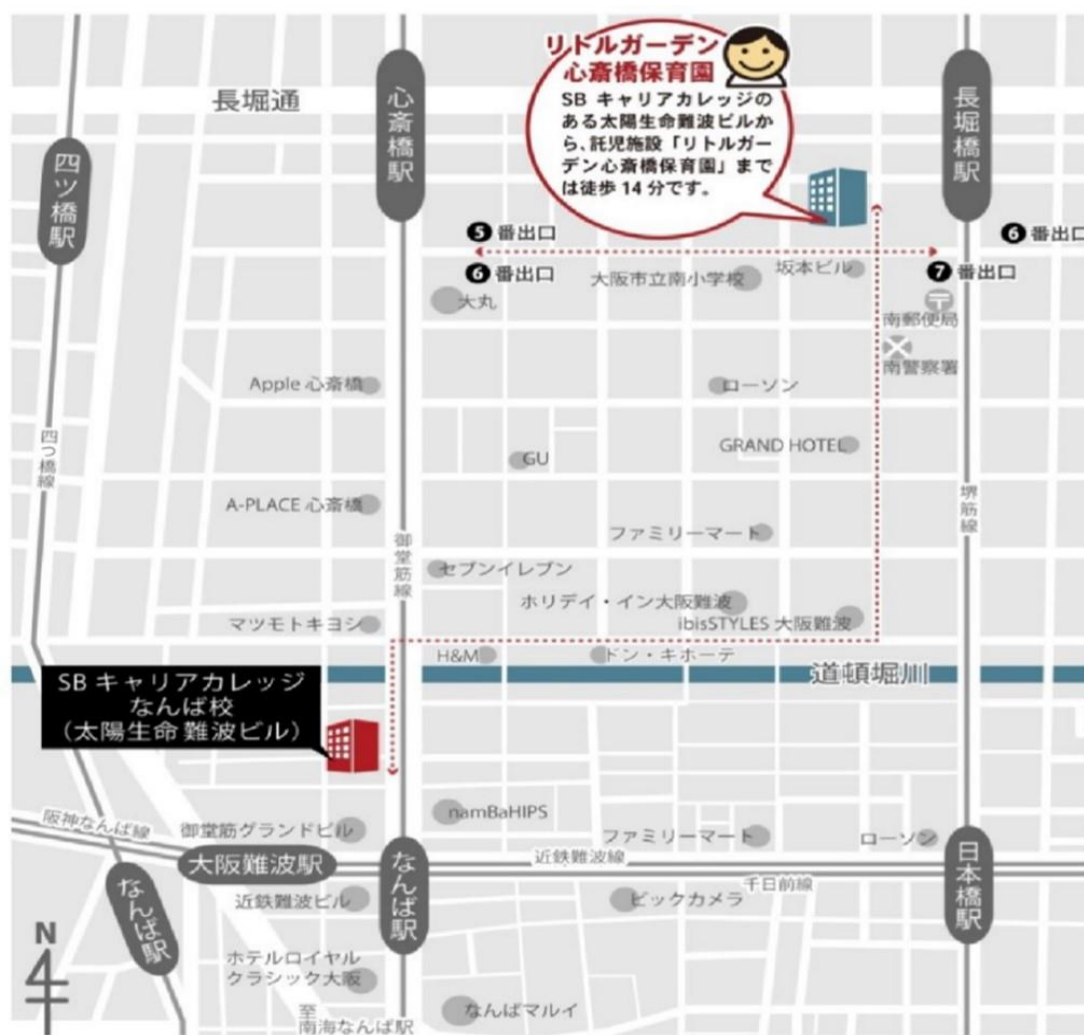 リトルガーデン
心斎橋保育園
SB キャリアカレッジの
ある太陽生命難波ビルか
ら、託児施設「リトルガー
デン心斎橋保育園」まで
は徒歩 14 分です。
長堀通
心斎橋駅
長堀橋駅
四ツ橋駅
❺ 番出口
❻ 番出口
❻ 番出口
❼ 番出口
大阪市立南小学校
坂本ビル
大丸
南郵便局
南警察署
Apple 心斎橋
ローソン
四つ橋線
GRAND HOTEL
GU
A-PLACE 心斎橋
堺筋線
御堂筋線
ファミリーマート
セブンイレブン
ホリデイ・イン大阪難波
ibisSTYLES 大阪難波
マツモトキヨシ
H&M
ドン・キホーテ
道頓堀川
SB キャリアカレッジ
なんば校
(太陽生命難波ビル)
阪神なんば線
御堂筋グランドビル
namBaHIPS
ファミリーマート
ローソン
大阪難波駅
なんば駅
近鉄難波線
千日前線
日本橋駅
なんば駅
近鉄難波ビル
ビックカメラ
N
ホテルロイヤル
クラシック大阪
なんばマルイ
至
南海なんば駅